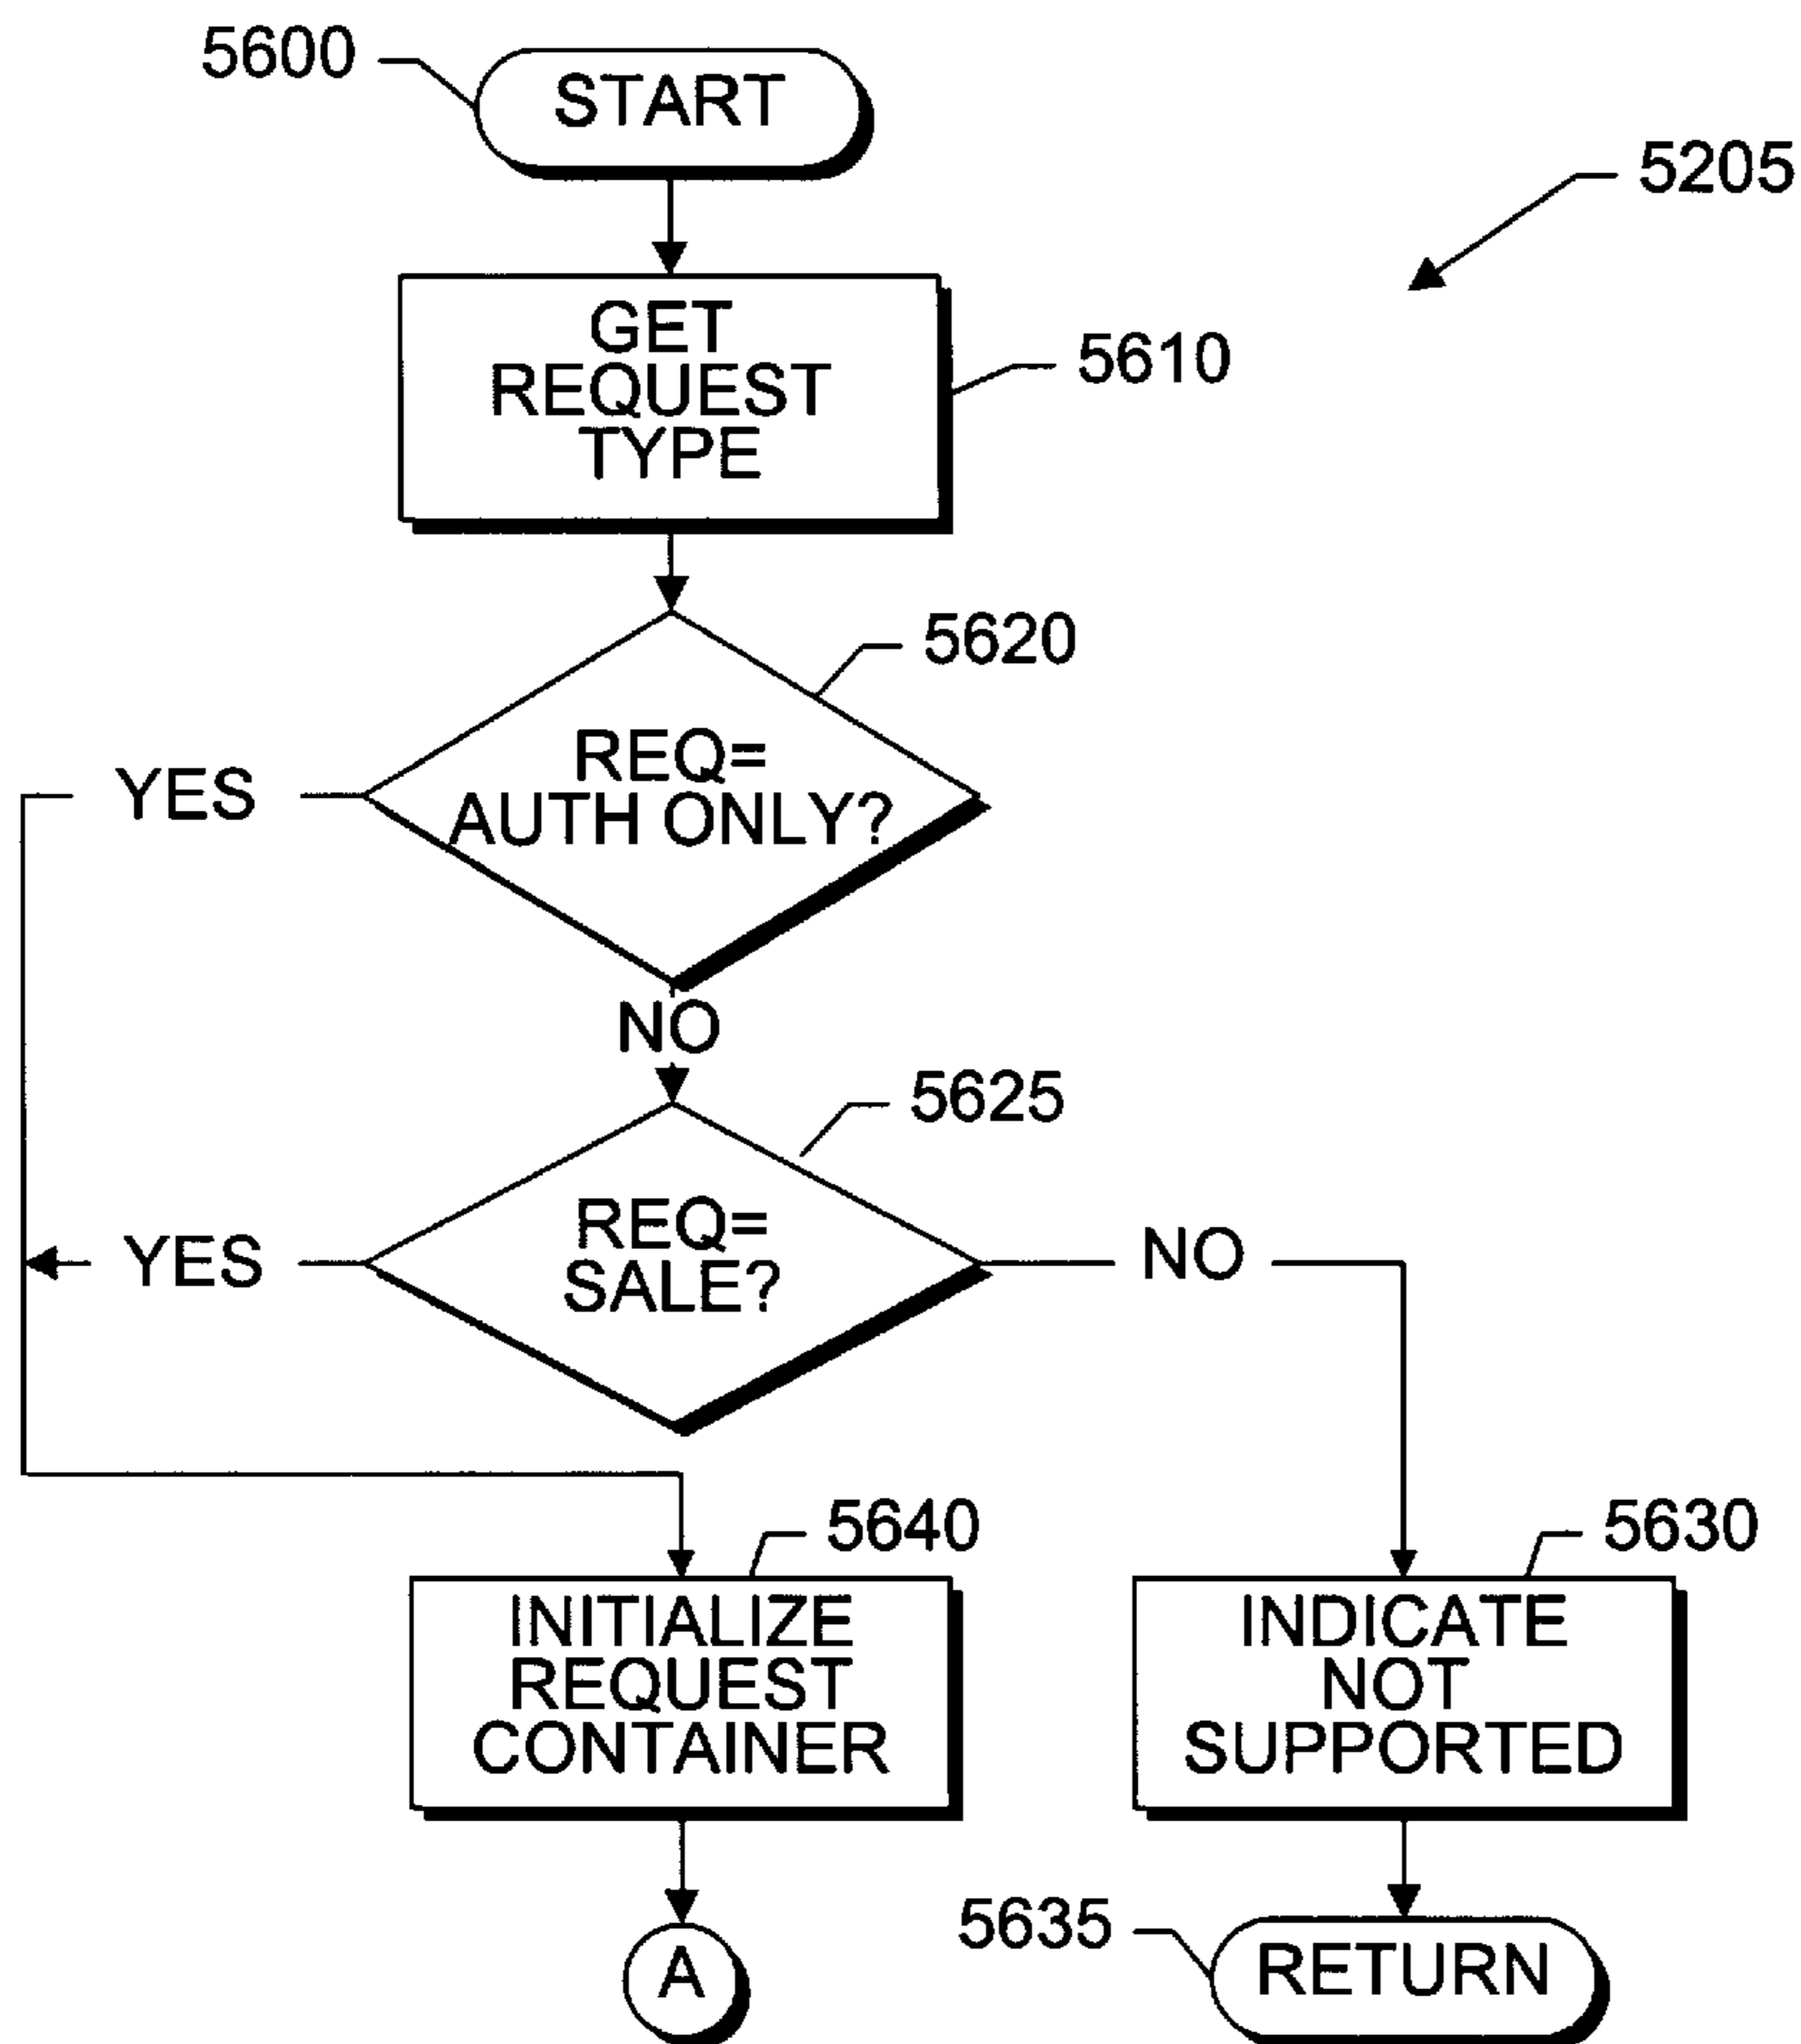 5600
START
5205
GET
REQUEST
TYPE
5610
5620
REQ=
AUTH ONLY?
YES
NO
5625
REQ=
SALE?
YES
NO
5640
5630
INITIALIZE
REQUEST
CONTAINER
INDICATE
NOT
SUPPORTED
5635
A
RETURN